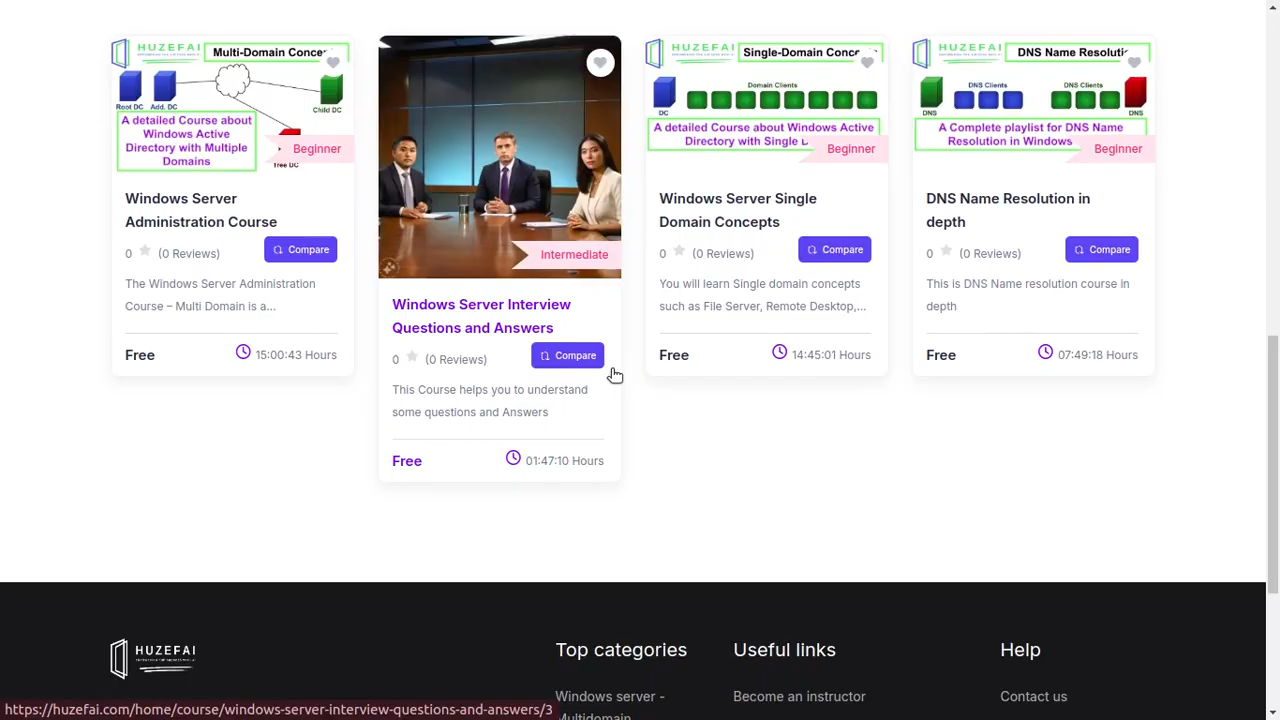 HUZEFAI
Multi-Domain Concep
Root DC
Add. DC
Child DC
A detailed Course about
Windows Active
Directory with Multiple
Domains
Tree DC
Beginner
Windows Server
Administration Course
0 (0 Reviews)
Compare
The Windows Server Administration
Course – Multi Domain is a...
Free
15:00:43 Hours
Intermediate
Windows Server Interview
Questions and Answers
0 (0 Reviews)
Compare
This Course helps you to understand
some questions and Answers
Free
01:47:10 Hours
HUZEFAI
Single-Domain Conce
Domain Clients
DC
A detailed Course about Windows Active
Directory with Single
Beginner
Windows Server Single
Domain Concepts
0 (0 Reviews)
Compare
You will learn Single domain concepts
such as File Server, Remote Desktop,...
Free
14:45:01 Hours
HUZEFAI
DNS Name Resolutio
DNS Clients
DNS Clients
DNS
DNS
A Complete playlist for DNS Name
Resolution in Windows
Beginner
DNS Name Resolution in
depth
0 (0 Reviews)
Compare
This is DNS Name resolution course in
depth
Free
07:49:18 Hours
HUZEFAI
Top categories
Windows server -
Multidomain
Useful links
Become an instructor
Help
Contact us
https://huzefai.com/home/course/windows-server-interview-questions-and-answers/3